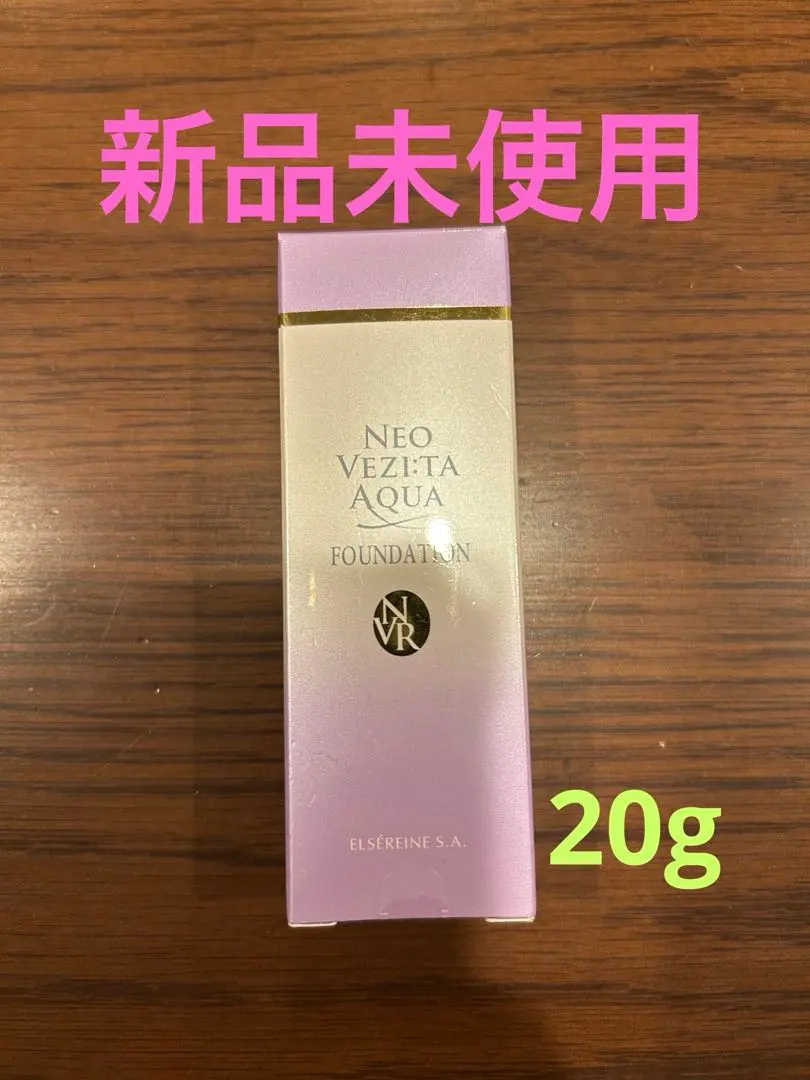 新品未使用
NEO
VEZI:TA
AQUA
FOUNDATION
NVR
ELSÉREINE S.A.
20g